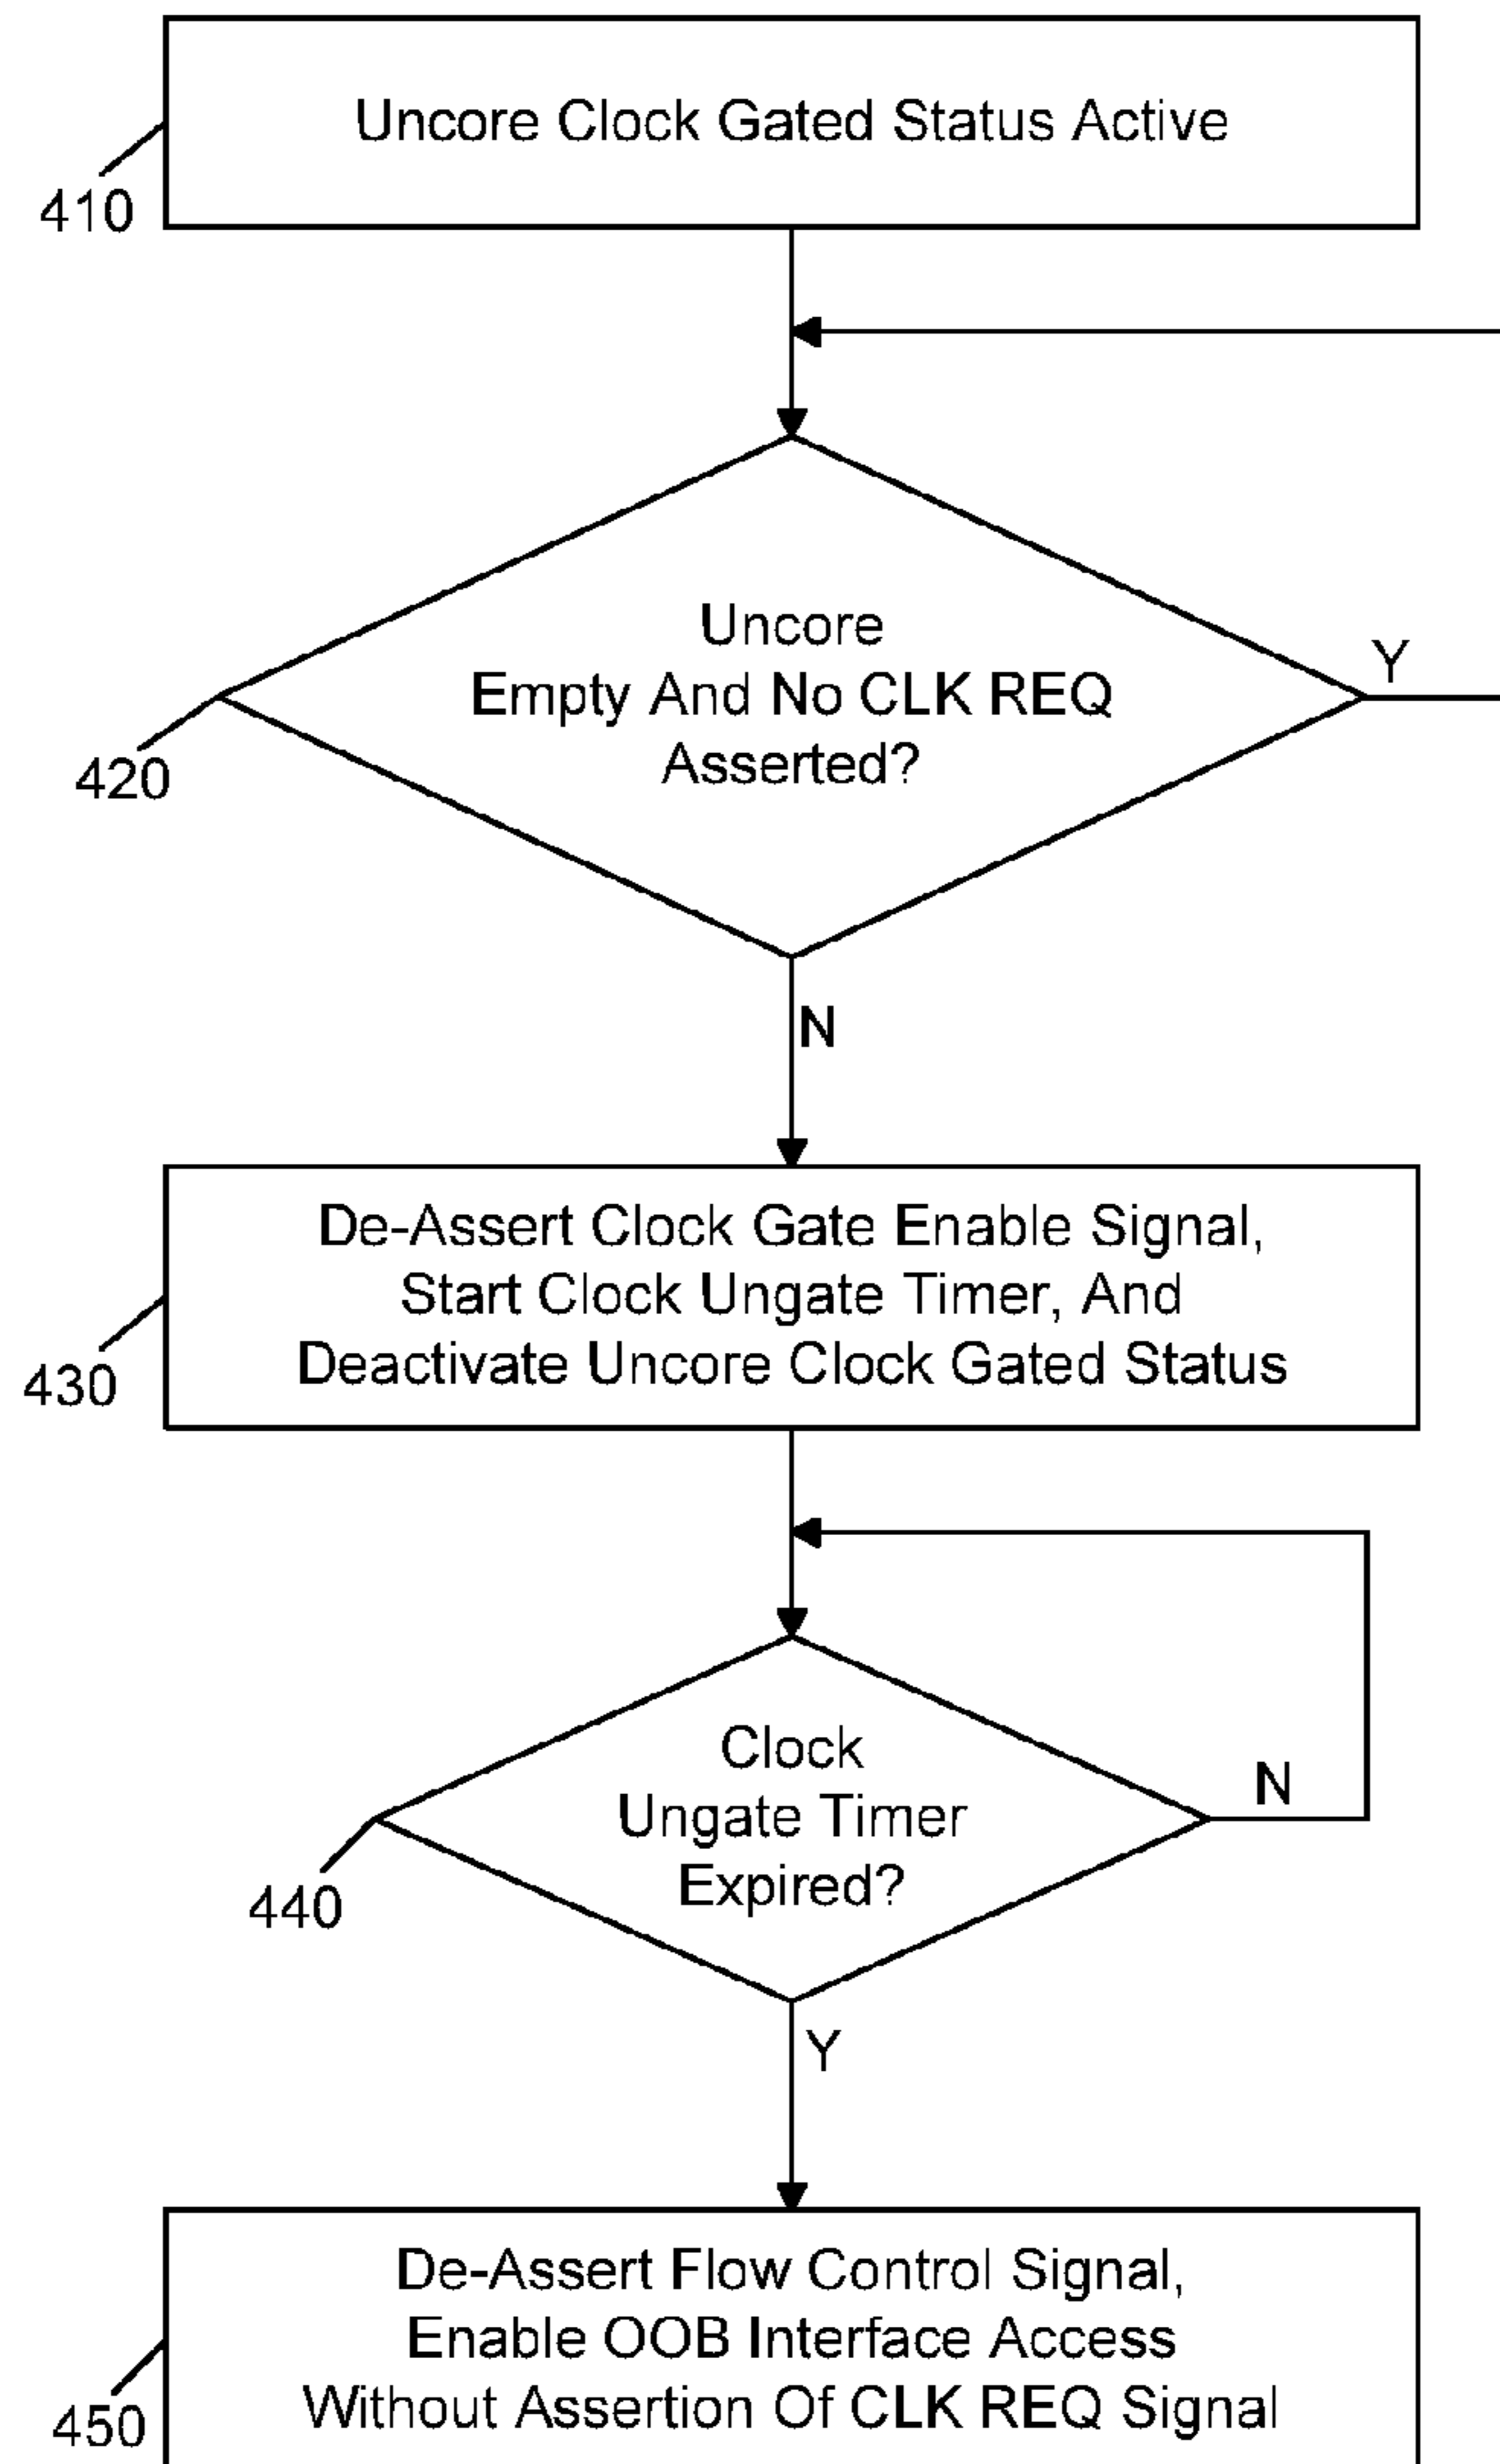 Uncore Clock Gated Status Active
410
Uncore
Empty And No CLK REQ
Asserted?
Y
420
N
De-Assert Clock Gate Enable Signal,
Start Clock Ungate Timer, And
Deactivate Uncore Clock Gated Status
430
Clock
Ungate Timer
Expired?
N
440
Y
De-Assert Flow Control Signal,
Enable OOB Interface Access
Without Assertion Of CLK REQ Signal
450